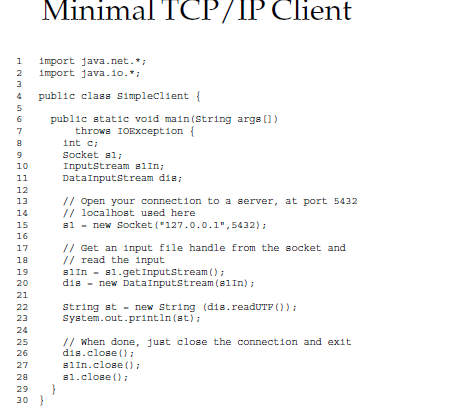 Minimal TCP/IP Client
1 import java.net.*;
2 import java.io.*;
3
4 public class SimpleClient {
5
6 public static void main(String args[])
7 throws IOException {
8 int c;
9 Socket s1;
10 InputStream s1In;
11 DataInputStream dis;
12
13 // Open your connection to a server, at port 5432
14 // localhost used here
15 s1 = new Socket("127.0.0.1",5432);
16
17 // Get an input file handle from the socket and
18 // read the input
19 s1In = s1.getInputStream();
20 dis = new DataInputStream(s1In);
21
22 String st = new String (dis.readUTF());
23 System.out.println(st);
24
25 // When done, just close the connection and exit
26 dis.close();
27 s1In.close();
28 s1.close();
29 }
30 }